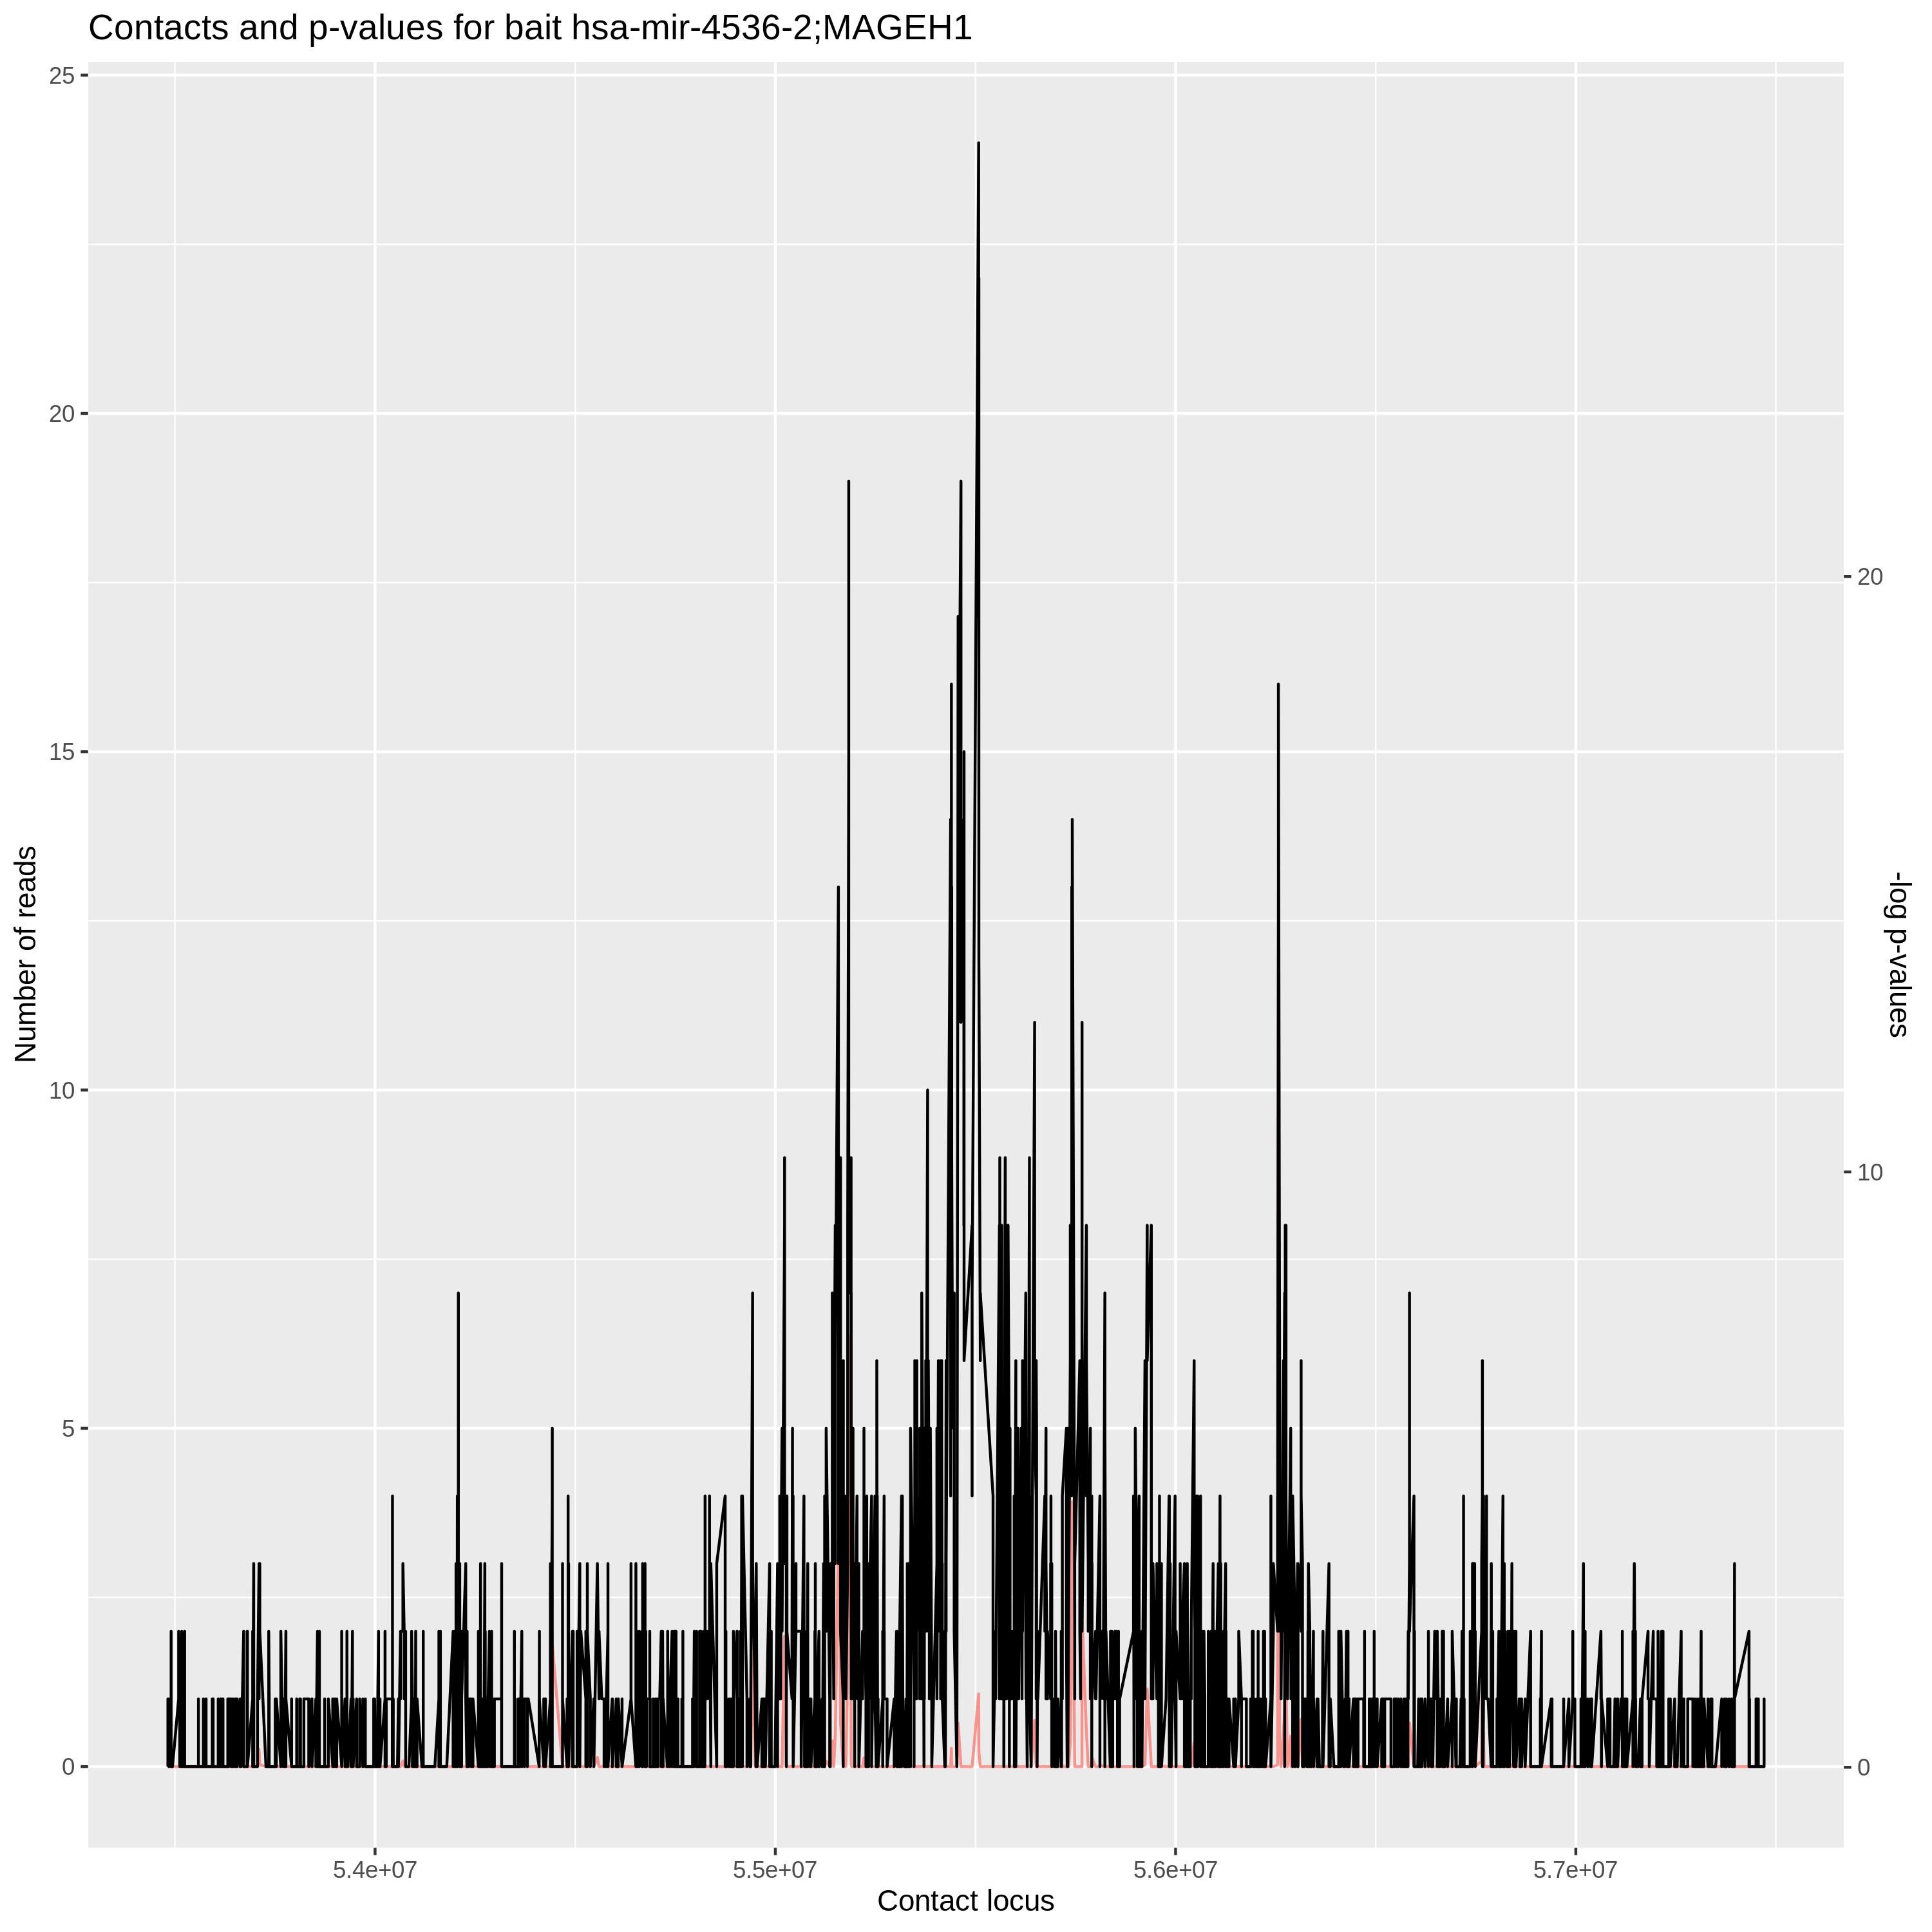 Contacts and p-values for bait hsa-mir-4536-2;MAGEH1
25
20
15
10
5
0
Number of reads
20
10
0
-log p-values
5.4e+07
5.5e+07
5.6e+07
5.7e+07
Contact locus